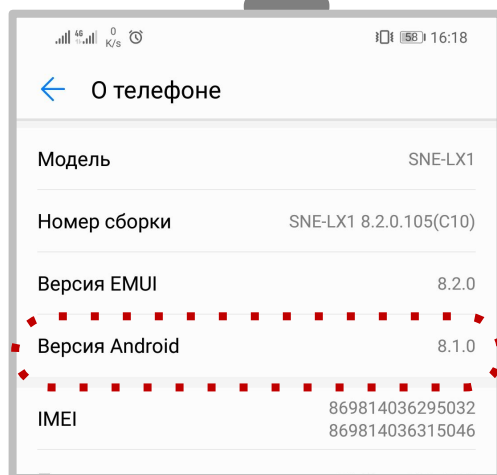 4G 0 K/s 58 16:18
О телефоне
Модель SNE-LX1
Номер сборки SNE-LX1 8.2.0.105(C10)
Версия EMUI 8.2.0
Версия Android 8.1.0
IMEI 869814036295032
869814036315046